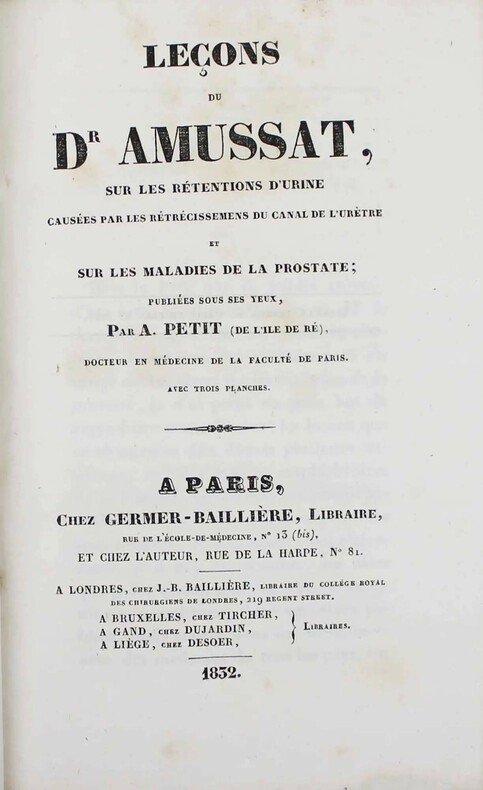 LEÇONS
DU
DR AMUSSAT,
SUR LES RÉTENTIONS D'URINE
CAUSÉES PAR LES RÉTRÉCISSEMENS DU CANAL DE L'URÈTRE
ET
SUR LES MALADIES DE LA PROSTATE;
PUBLIÉES SOUS SES YEUX,
PAR A. PETIT (DE L'ILE DE RÉ),
DOCTEUR EN MÉDECINE DE LA FACULTÉ DE PARIS.
AVEC TROIS PLANCHES.
A PARIS,
CHEZ GERMER-BAILLIÈRE, LIBRAIRE,
RUE DE L'ÉCOLE-DE-MÉDECINE, N° 13 (bis),
ET CHEZ L'AUTEUR, RUE DE LA HARPE, N° 81.
A LONDRES, CHEZ J.-B. BAILLIÈRE, LIBRAIRE DU COLLÉGE ROYAL
DES CHIRURGIENS DE LONDRES, 219 REGENT STREET.
A BRUXELLES, CHEZ TIRCHER,
A GAND, CHEZ DUJARDIN, } LIBRAIRES.
A LIÈGE, CHEZ DESOER,
1832.